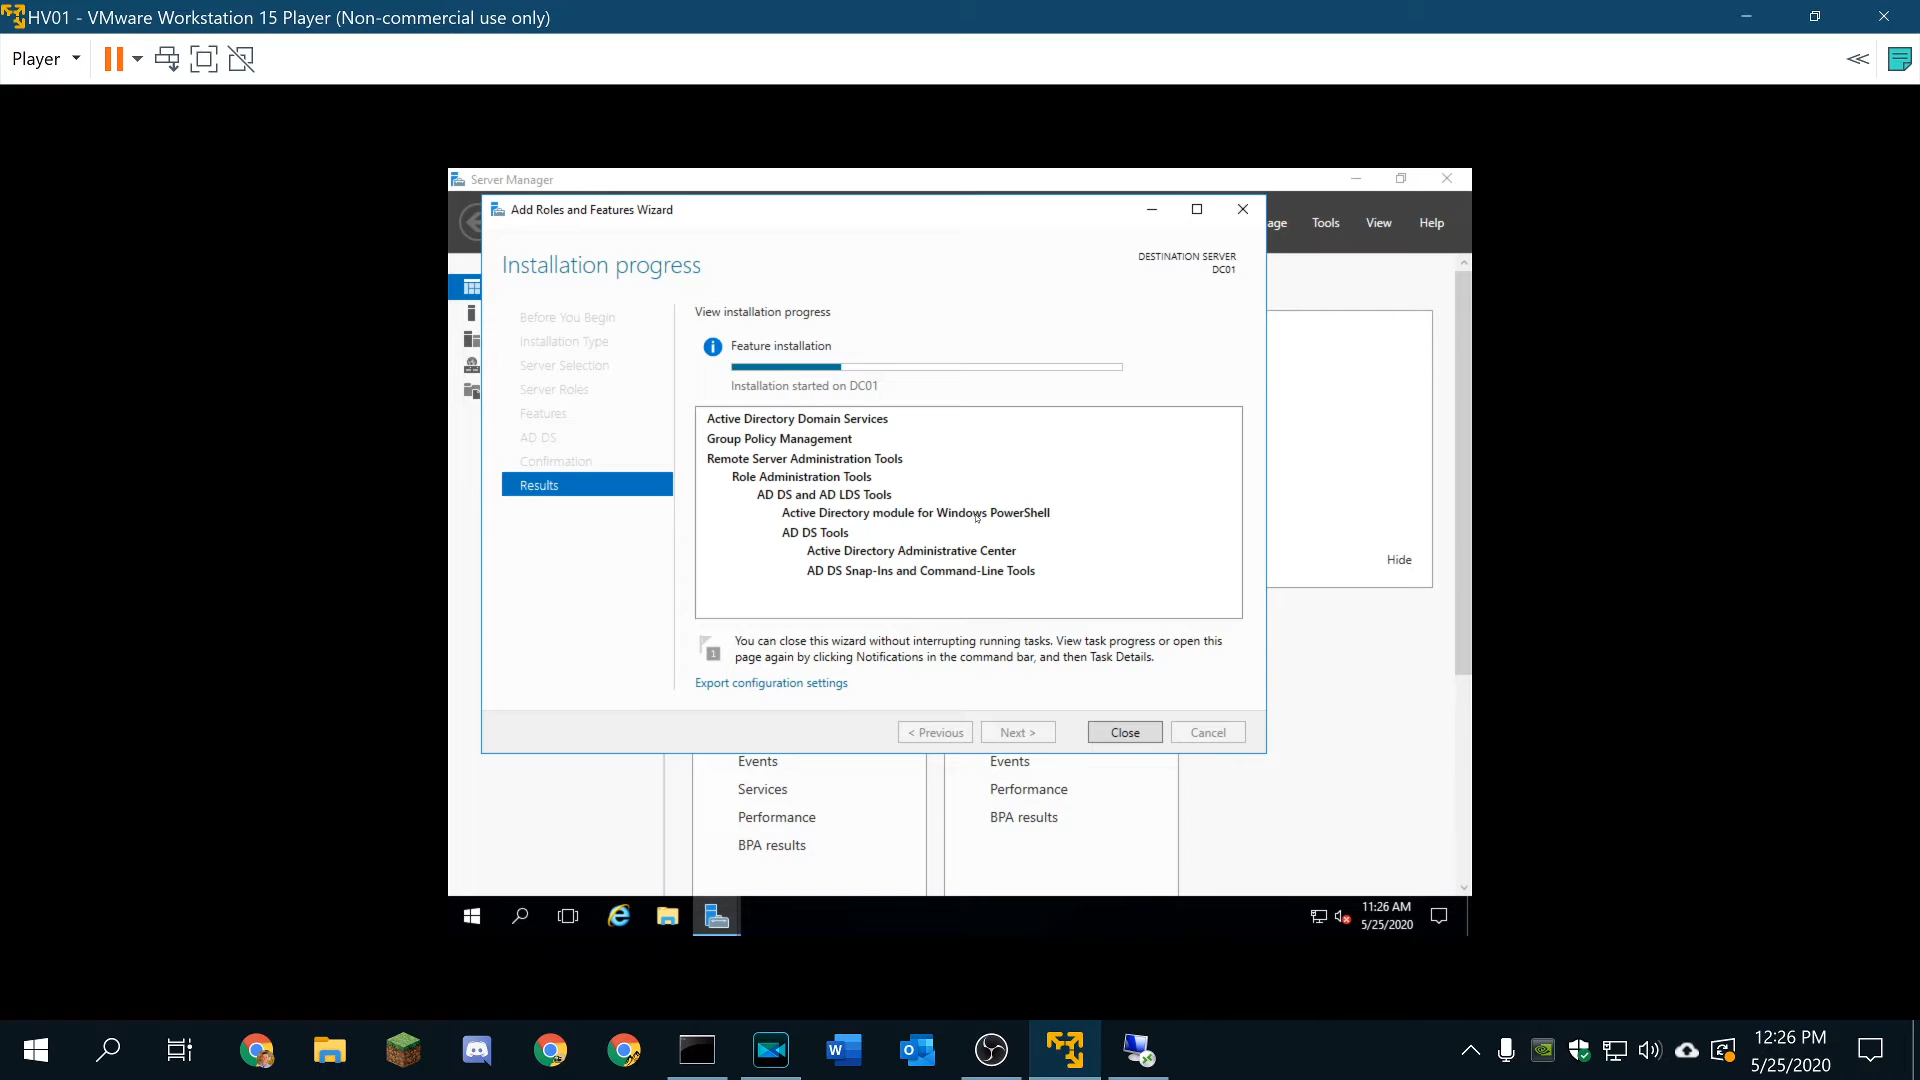 HV01 - VMware Workstation 15 Player (Non-commercial use only)
Player
Server Manager
Add Roles and Features Wizard
age Tools View Help
Installation progress
DESTINATION SERVER
DC01
Before You Begin
Installation Type
Server Selection
Server Roles
Features
AD DS
Confirmation
Results
View installation progress
Feature installation
Installation started on DC01
Active Directory Domain Services
Group Policy Management
Remote Server Administration Tools
Role Administration Tools
AD DS and AD LDS Tools
Active Directory module for Windows PowerShell
AD DS Tools
Active Directory Administrative Center
AD DS Snap-Ins and Command-Line Tools
Hide
1
You can close this wizard without interrupting running tasks. View task progress or open this
page again by clicking Notifications in the command bar, and then Task Details.
Export configuration settings
< Previous
Next >
Close
Cancel
Events
Services
Performance
BPA results
Events
Performance
BPA results
11:26 AM
5/25/2020
12:26 PM
5/25/2020